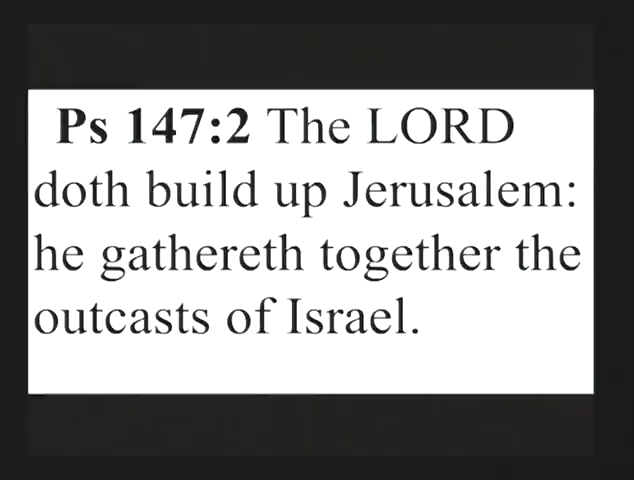 Ps 147:2 The LORD
doth build up Jerusalem:
he gathereth together the
outcasts of Israel.